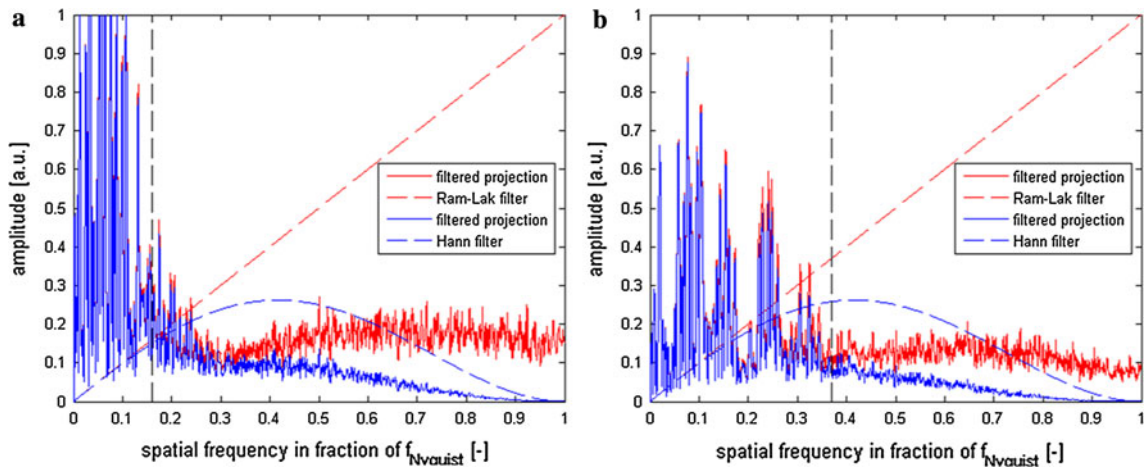 a
1
0.9
0.8
0.7
0.6
0.5
0.4
0.3
0.2
0.1
0
amplitude [a.u.]
filtered projection
Ram-Lak filter
filtered projection
Hann filter
0 0.1 0.2 0.3 0.4 0.5 0.6 0.7 0.8 0.9 1
spatial frequency in fraction of fNyquist [-]
b
1
0.9
0.8
0.7
0.6
0.5
0.4
0.3
0.2
0.1
0
amplitude [a.u.]
filtered projection
Ram-Lak filter
filtered projection
Hann filter
0 0.1 0.2 0.3 0.4 0.5 0.6 0.7 0.8 0.9 1
spatial frequency in fraction of fNyquist [-]